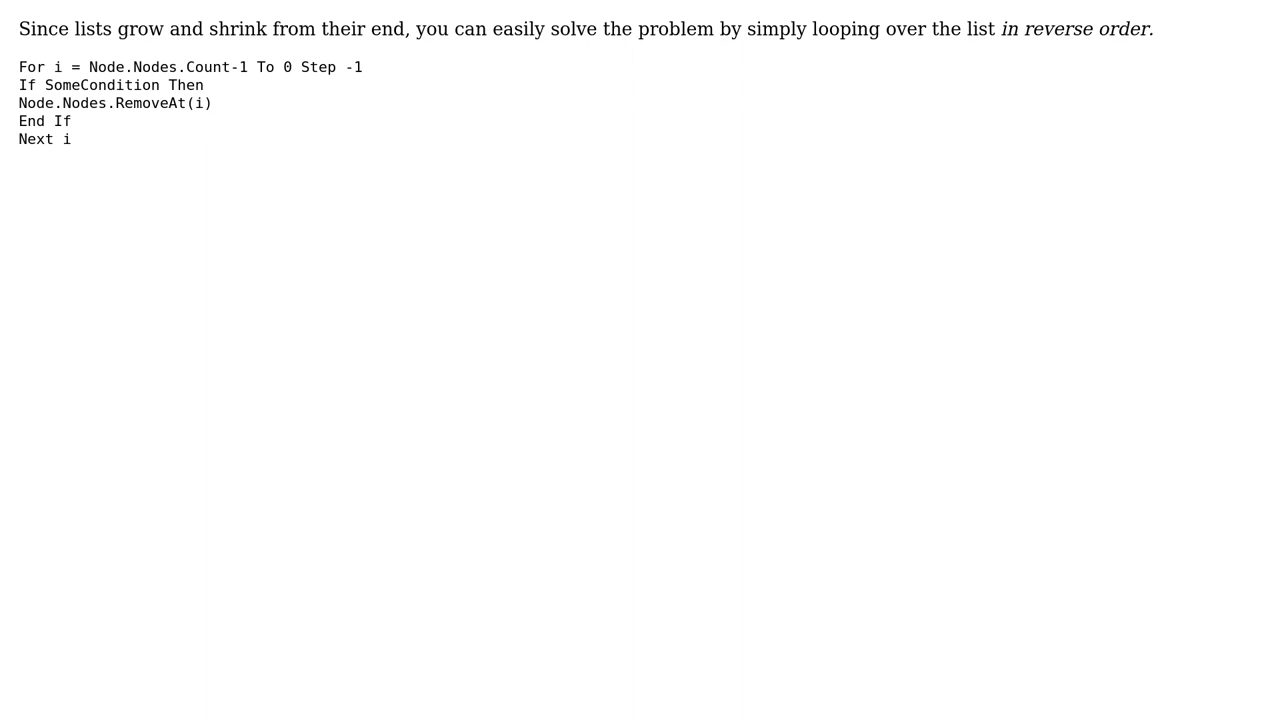 Since lists grow and shrink from their end, you can easily solve the problem by simply looping over the list in reverse order.
For i = Node.Nodes.Count-1 To 0 Step -1
If SomeCondition Then
Node.Nodes.RemoveAt(i)
End If
Next i